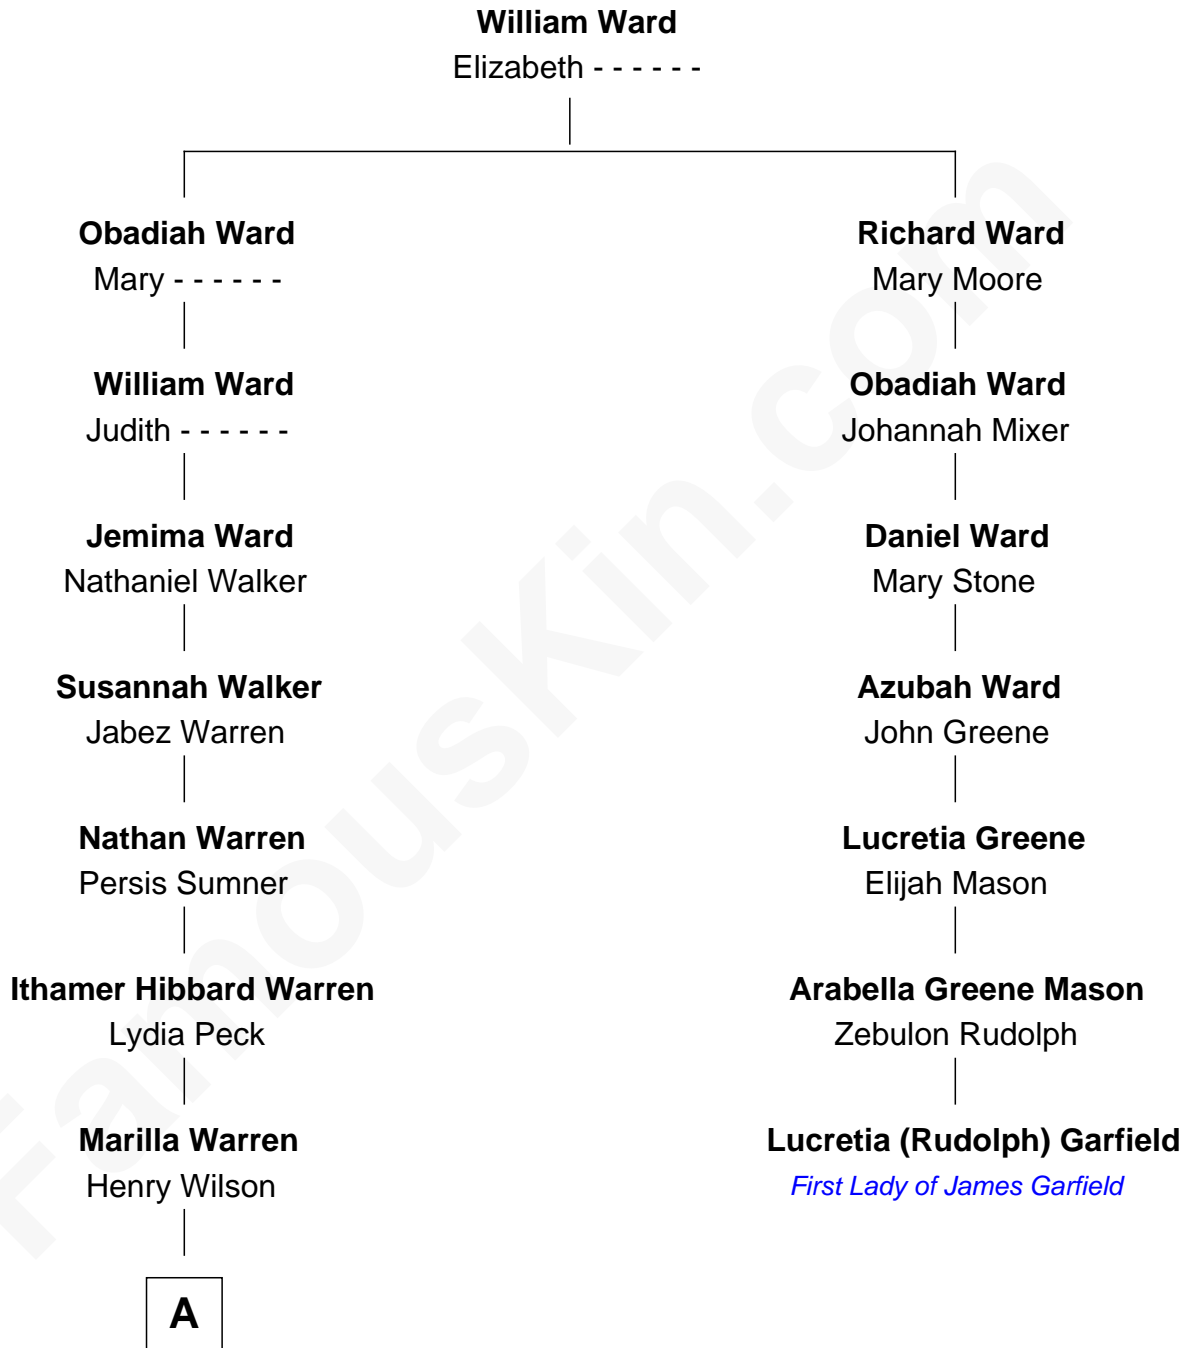 William Ward
Elizabeth - - - - - -
Obadiah Ward
Mary - - - - - -
William Ward
Judith - - - - - -
Jemima Ward
Nathaniel Walker
Susannah Walker
Jabez Warren
Nathan Warren
Persis Sumner
Ithamer Hibbard Warren
Lydia Peck
Marilla Warren
Henry Wilson
A
Richard Ward
Mary Moore
Obadiah Ward
Johannah Mixer
Daniel Ward
Mary Stone
Azubah Ward
John Greene
Lucretia Greene
Elijah Mason
Arabella Greene Mason
Zebulon Rudolph
Lucretia (Rudolph) Garfield
First Lady of James Garfield
FamousKin.com